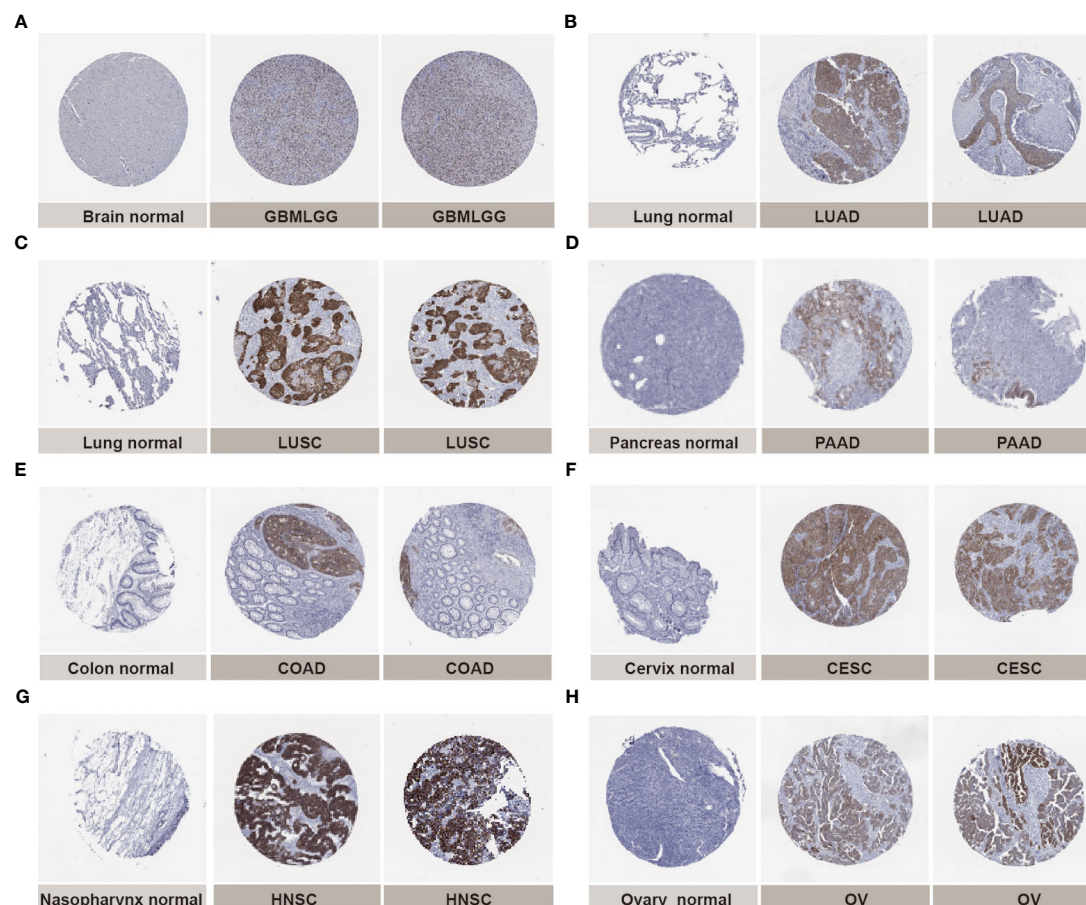 A
B
Brain normal GBMLGG GBMLGG
Lung normal LUAD LUAD
C
D
Lung normal LUSC LUSC
Pancreas normal PAAD PAAD
E
F
Colon normal COAD COAD
Cervix normal CESC CESC
G
H
Nasopharynx normal HNSC HNSC
Ovary normal OV OV